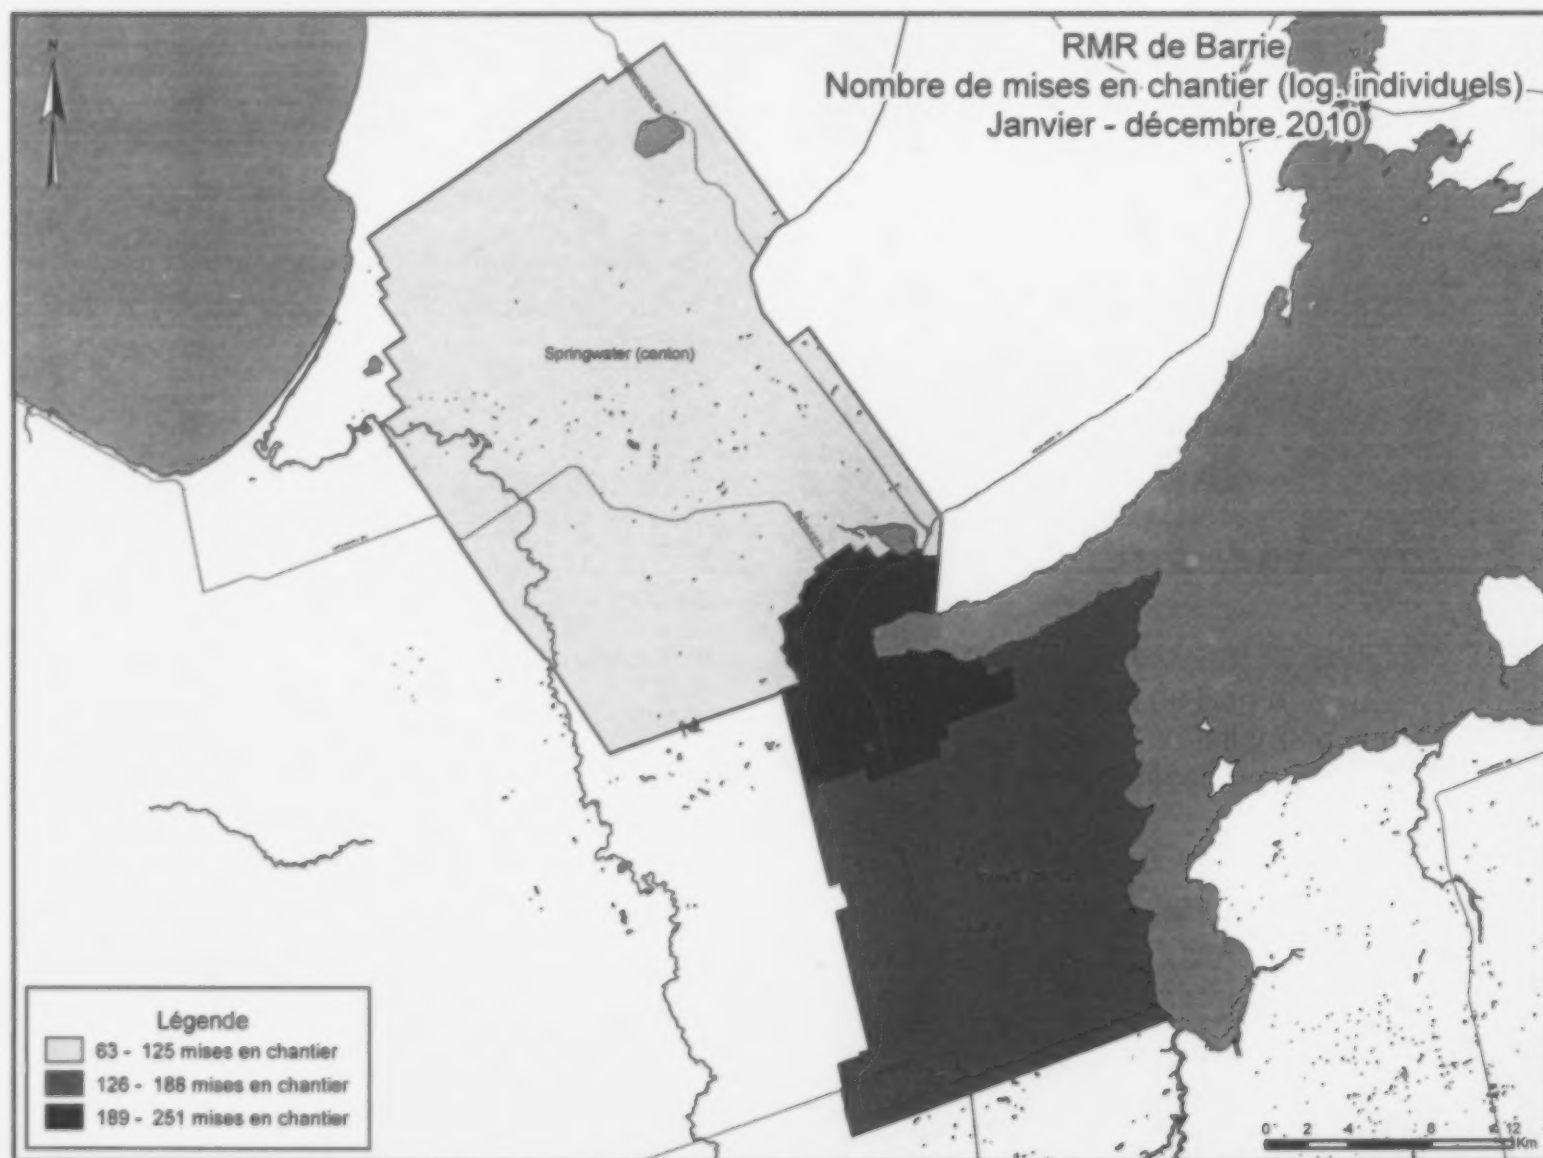 N
RMR de Barrie
Nombre de mises en chantier (log. individuels)
Janvier - décembre 2010
Springwater (canton)
Légende
63 - 125 mises en chantier
126 - 188 mises en chantier
189 - 251 mises en chantier
0 2 4 8 12
Km